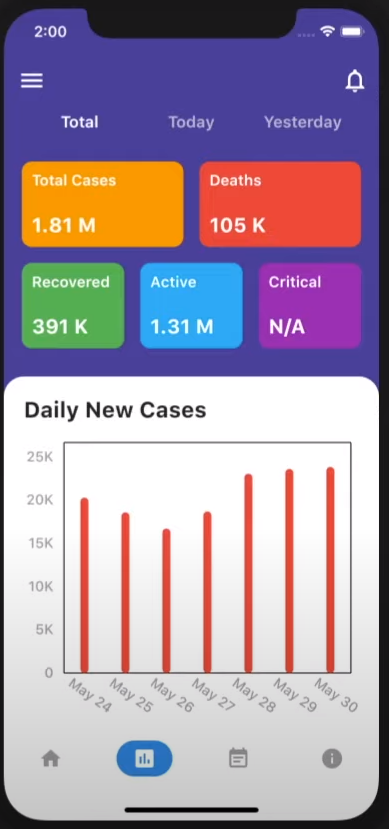 2:00
Total Today Yesterday
Total Cases Deaths
1.81 M 105 K
Recovered Active Critical
391 K 1.31 M N/A
Daily New Cases
25K
20K
15K
10K
5K
0
May 24 May 25 May 26 May 27 May 28 May 29 May 30